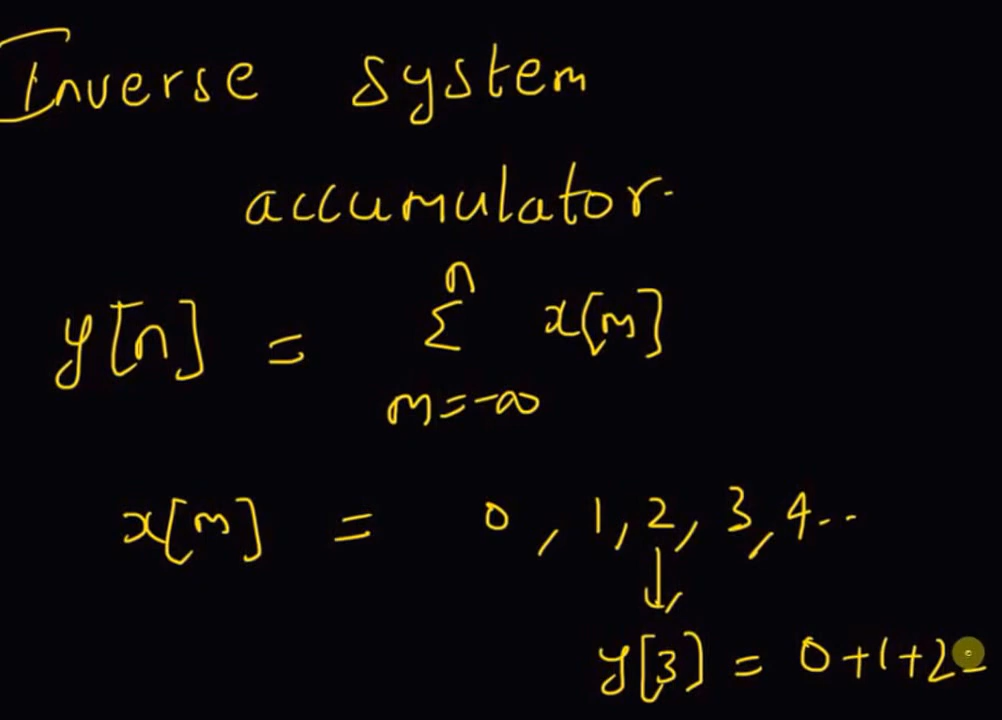 Inverse system
accumulator.
n
y[n] = Σ x[m]
m=-∞
x[m] = 0, 1, 2, 3, 4..
↓
y[3] = 0+1+2=